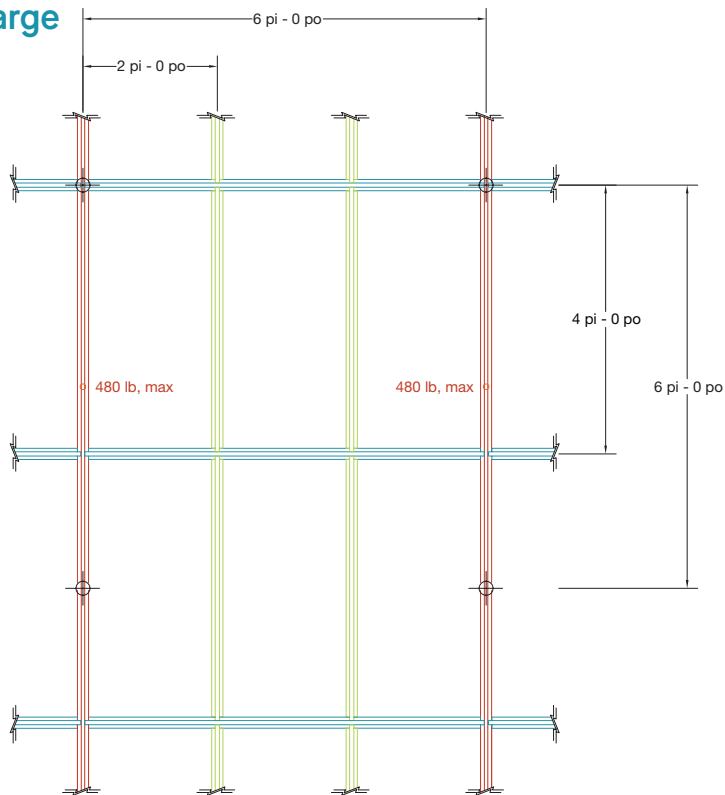 arge
6 pi - 0 po
2 pi - 0 po
4 pi - 0 po
480 lb, max
480 lb, max
6 pi - 0 po